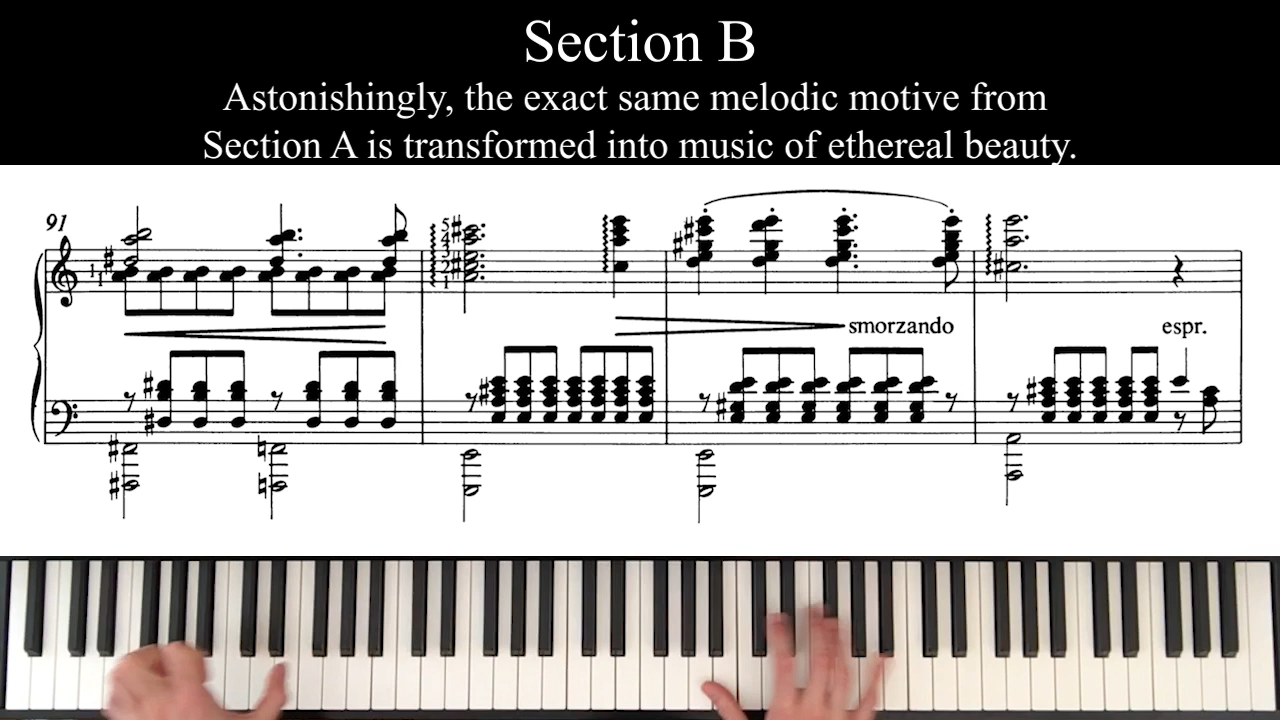 Section B
Astonishingly, the exact same melodic motive from
Section A is transformed into music of ethereal beauty.
91
smorzando
espr.